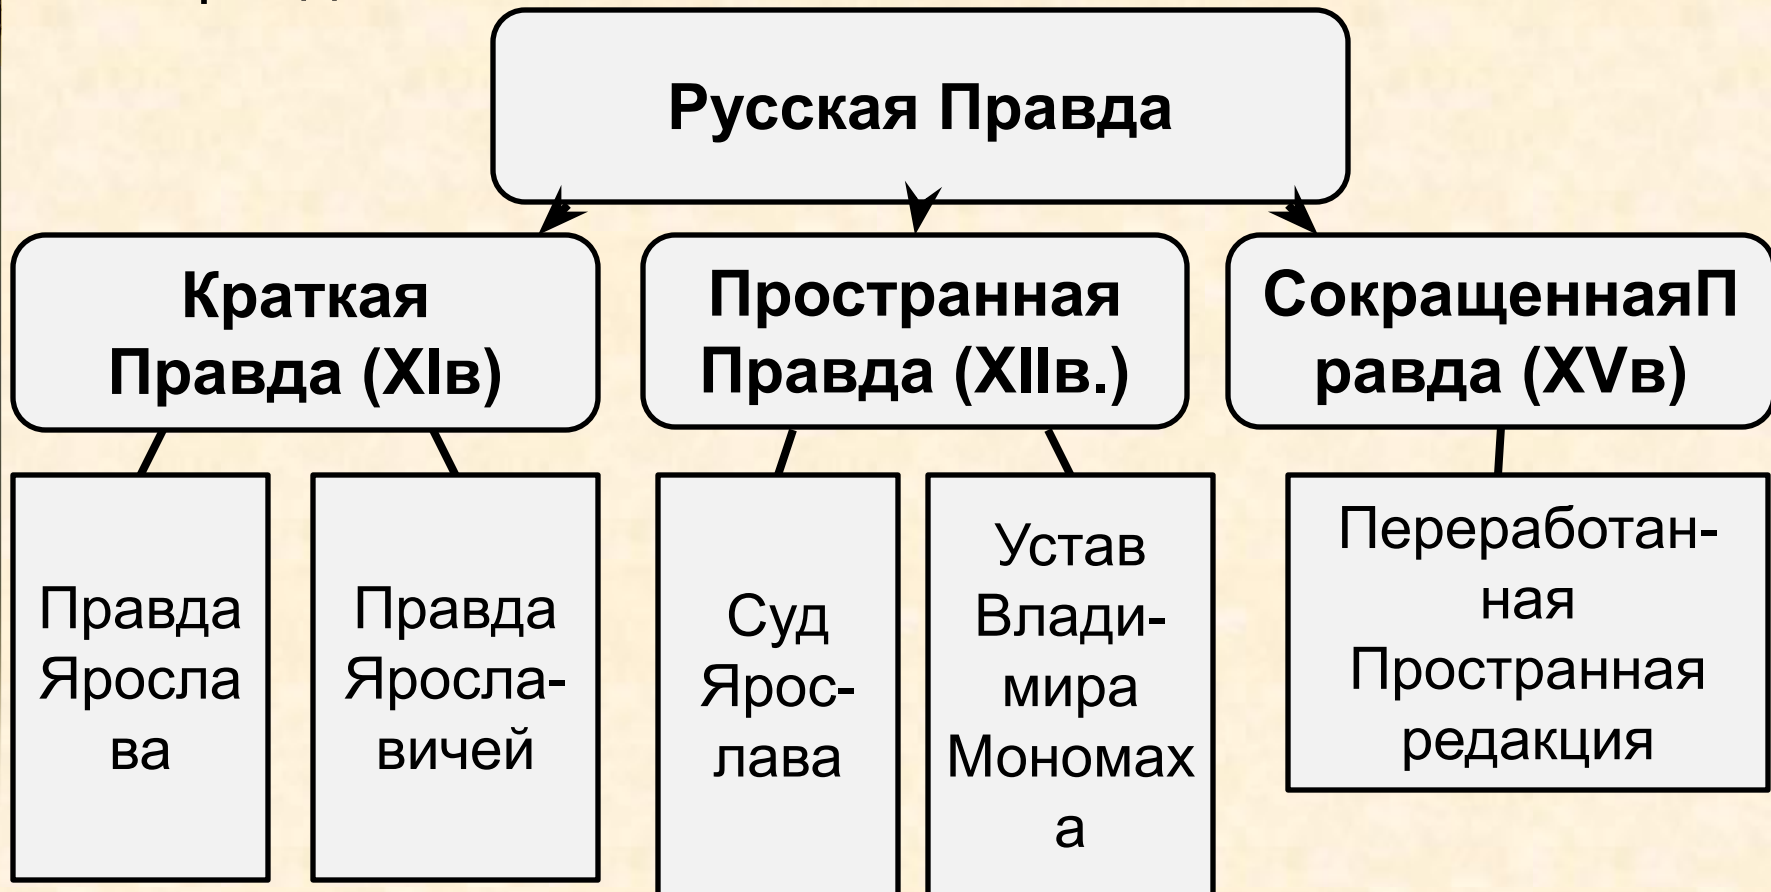 Русская Правда
Краткая
Правда (XIв)
Пространная
Правда (XIIв.)
СокращеннаяП
равда (XVв)
Правда
Яросла
ва
Правда
Яросла-
вичей
Суд
Ярос-
лава
Устав
Влади-
мира
Мономах
а
Переработан-
ная
Пространная
редакция